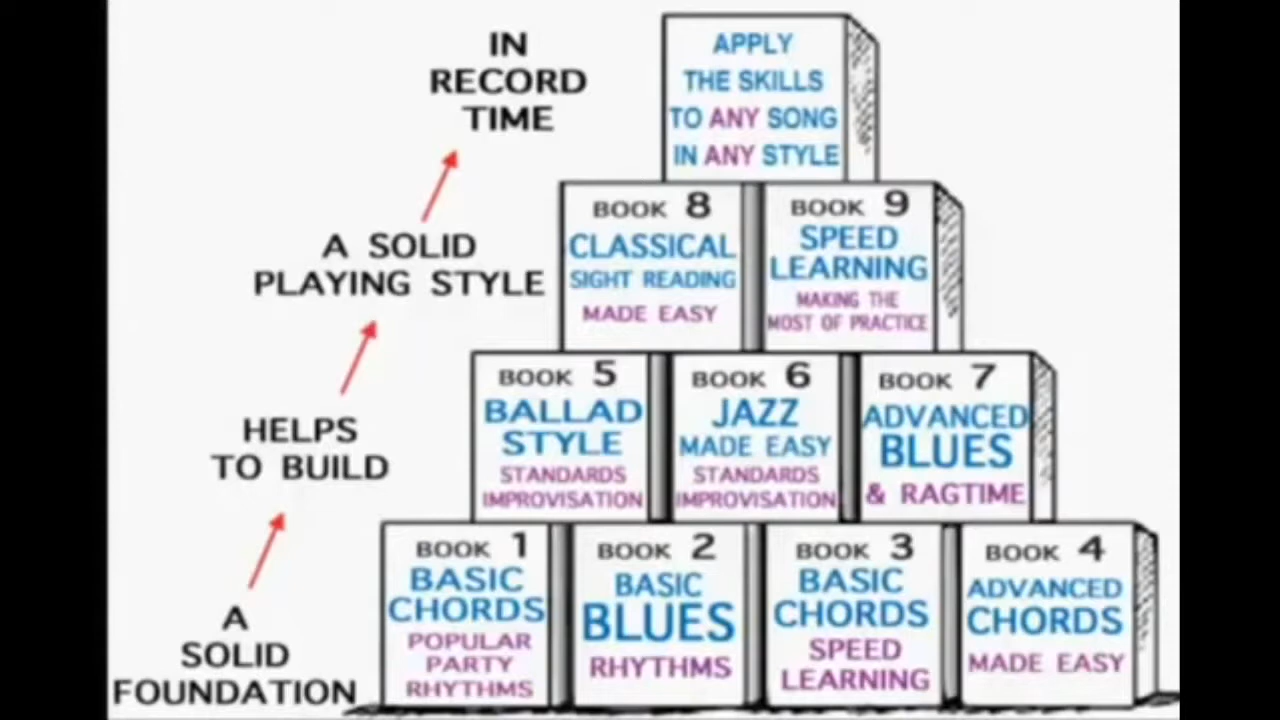 IN
RECORD
TIME
APPLY
THE SKILLS
TO ANY SONG
IN ANY STYLE
A SOLID
PLAYING STYLE
BOOK 8
CLASSICAL
SIGHT READING
MADE EASY
BOOK 9
SPEED
LEARNING
MAKING THE
MOST OF PRACTICE
HELPS
TO BUILD
BOOK 5
BALLAD
STYLE
STANDARDS
IMPROVISATION
BOOK 6
JAZZ
MADE EASY
STANDARDS
IMPROVISATION
BOOK 7
ADVANCED
BLUES
& RAGTIME
A
SOLID
FOUNDATION
BOOK 1
BASIC
CHORDS
POPULAR
PARTY
RHYTHMS
BOOK 2
BASIC
BLUES
RHYTHMS
BOOK 3
BASIC
CHORDS
SPEED
LEARNING
BOOK 4
ADVANCED
CHORDS
MADE EASY